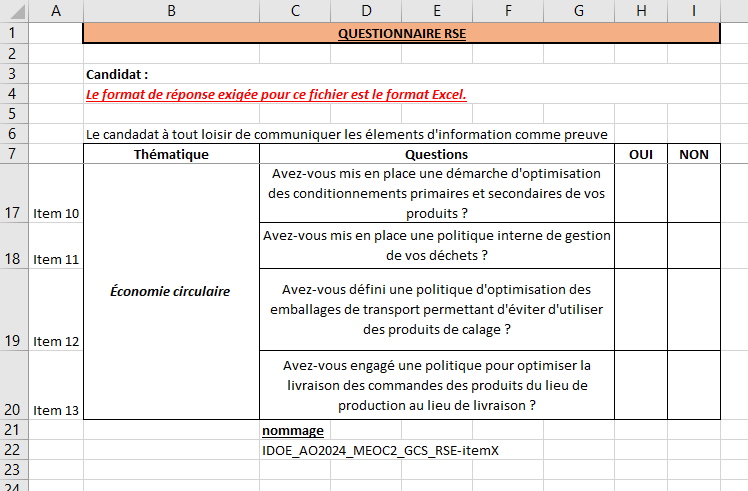 A B C D E F G H I
1 QUESTIONNAIRE RSE
2
3 Candidat :
4 Le format de réponse exigée pour ce fichier est le format Excel.
5
6 Le candadat à tout loisir de communiquer les élements d'information comme preuve
7 Thématique Questions OUI NON
Avez-vous mis en place une démarche d'optimisation
des conditionnements primaires et secondaires de vos
17 Item 10 produits ?
Avez-vous mis en place une politique interne de gestion
18 Item 11 de vos déchets ?
Économie circulaire
Avez-vous défini une politique d'optimisation des
emballages de transport permettant d'éviter d'utiliser
des produits de calage ?
19 Item 12
Avez-vous engagé une politique pour optimiser la
livraison des commandes des produits du lieu de
production au lieu de livraison ?
20 Item 13
21 nommage
22 IDOE_AO2024_MEOC2_GCS_RSE-itemX
23
24